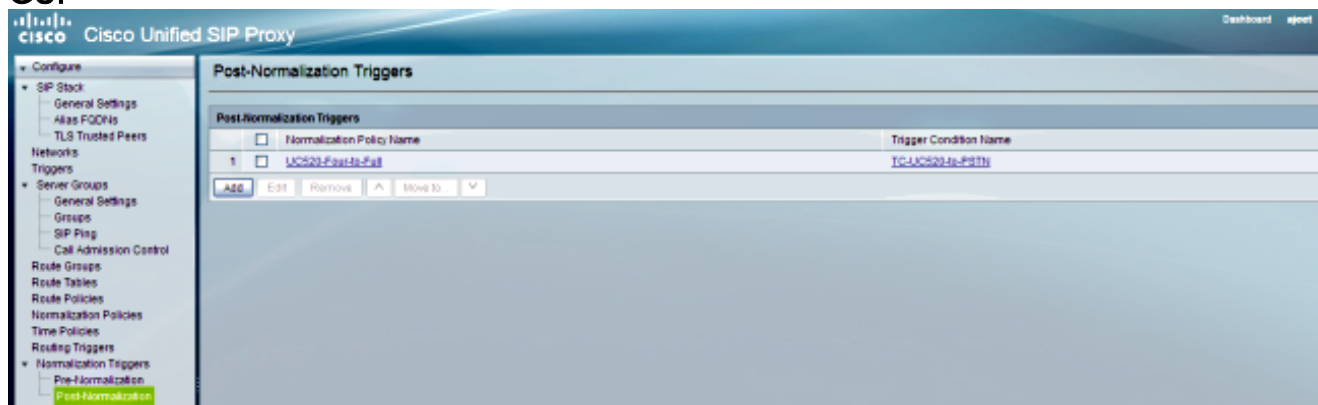 cisco Cisco Unified SIP Proxy
Dashboard ajeet
Configure
SIP Stack
General Settings
Alias FQDNs
TLS Trusted Peers
Networks
Triggers
Server Groups
General Settings
Groups
SIP Ping
Call Admission Control
Route Groups
Route Tables
Route Policies
Normalization Policies
Time Policies
Routing Triggers
Normalization Triggers
Pre-Normalization
Post-Normalization
Post-Normalization Triggers
Post-Normalization Triggers
Normalization Policy Name Trigger Condition Name
1 UC520-Four-to-Full TC-UC520-to-PSTN
Add Edit Remove Move to...